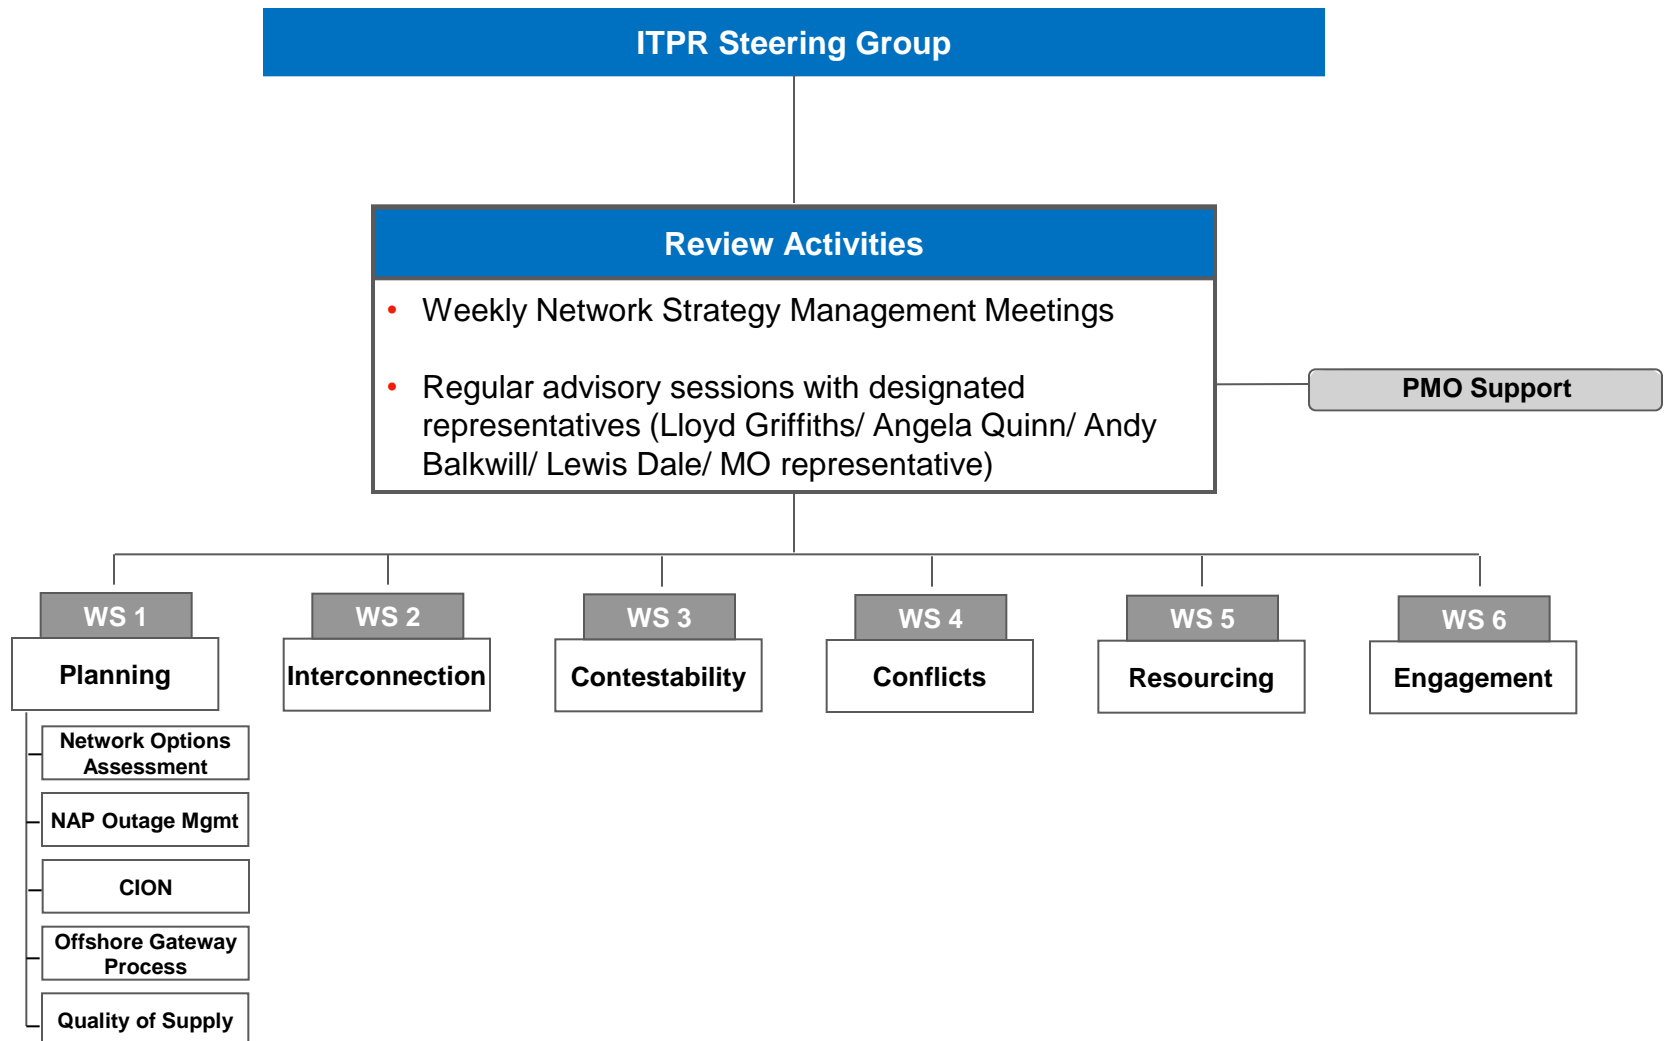 ITPR Steering Group
Review Activities
• Weekly Network Strategy Management Meetings
• Regular advisory sessions with designated
representatives (Lloyd Griffiths/ Angela Quinn/ Andy
Balkwill/ Lewis Dale/ MO representative)
PMO Support
WS 1
Planning
WS 2
Interconnection
WS 3
Contestability
WS 4
Conflicts
WS 5
Resourcing
WS 6
Engagement
Network Options
Assessment
NAP Outage Mgmt
CION
Offshore Gateway
Process
Quality of Supply